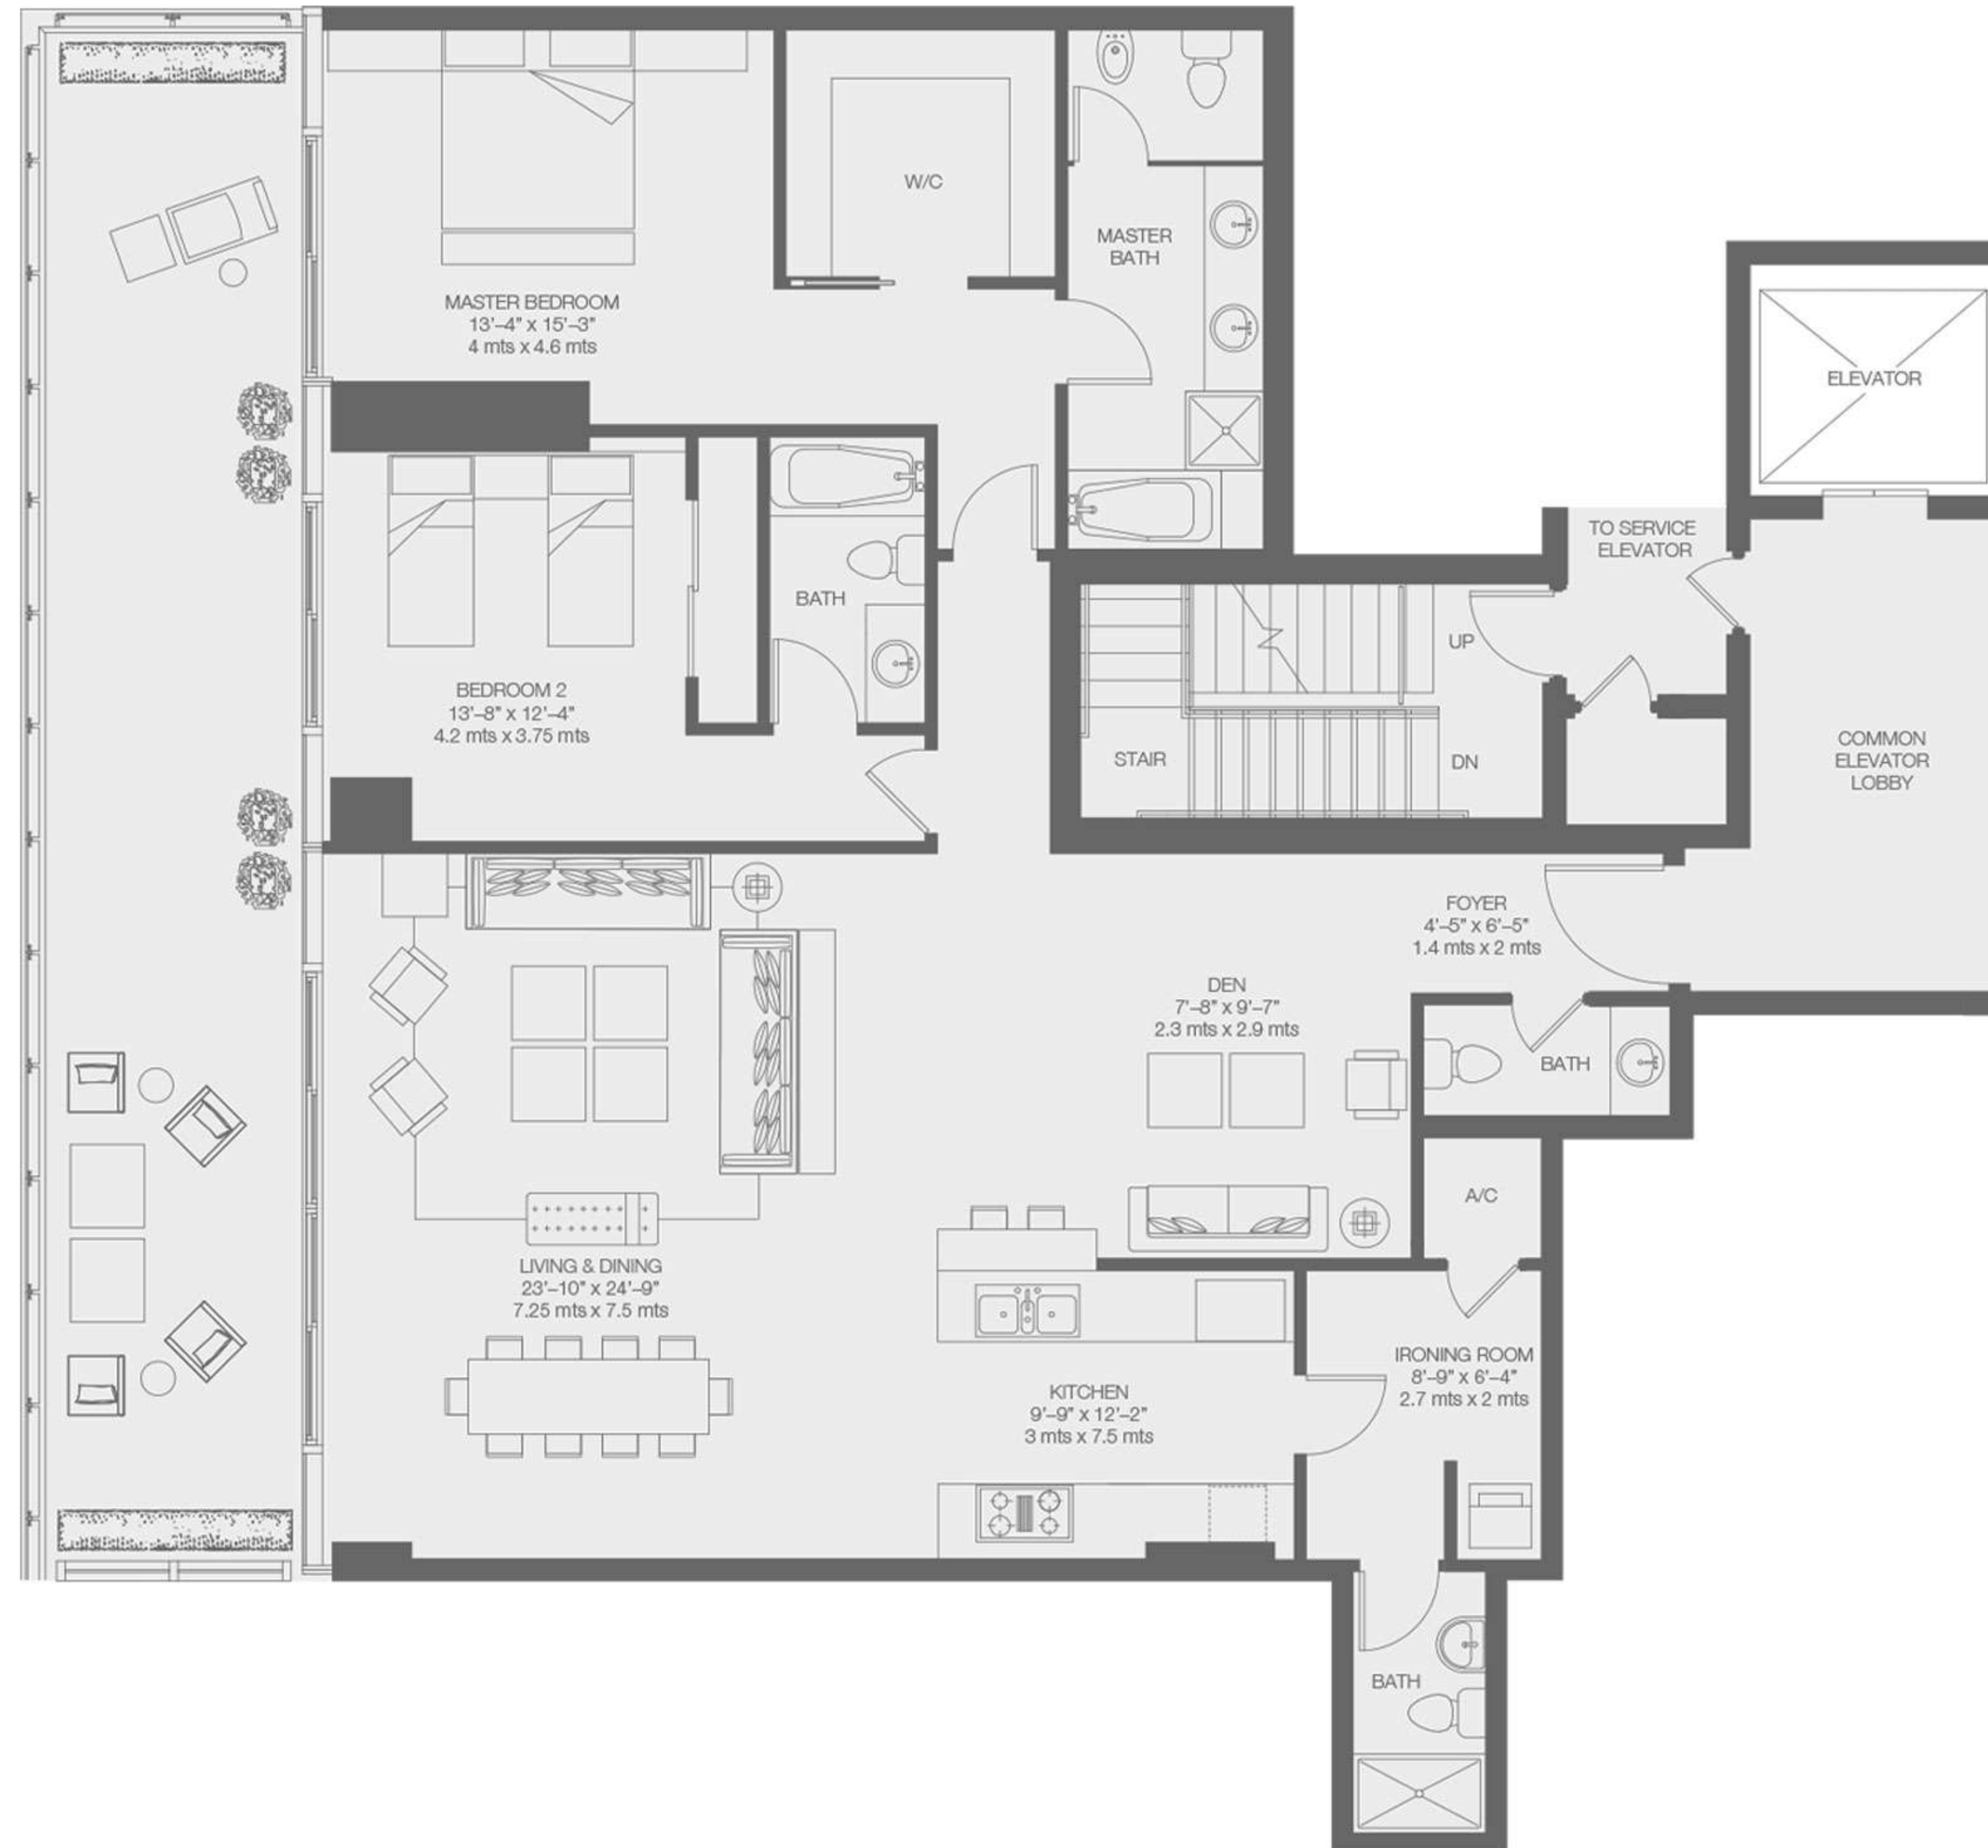 W/C
MASTER
BATH
MASTER BEDROOM
13'–4" x 15'–3"
4 mts x 4.6 mts
ELEVATOR
TO SERVICE
ELEVATOR
BATH
UP
BEDROOM 2
13'–8" x 12'–4"
4.2 mts x 3.75 mts
STAIR
DN
COMMON
ELEVATOR
LOBBY
FOYER
4'–5" x 6'–5"
1.4 mts x 2 mts
DEN
7'–8" x 9'–7"
2.3 mts x 2.9 mts
BATH
A/C
LIVING & DINING
23'–10" x 24'–9"
7.25 mts x 7.5 mts
IRONING ROOM
8'–9" x 6'–4"
2.7 mts x 2 mts
KITCHEN
9'–9" x 12'–2"
3 mts x 7.5 mts
BATH